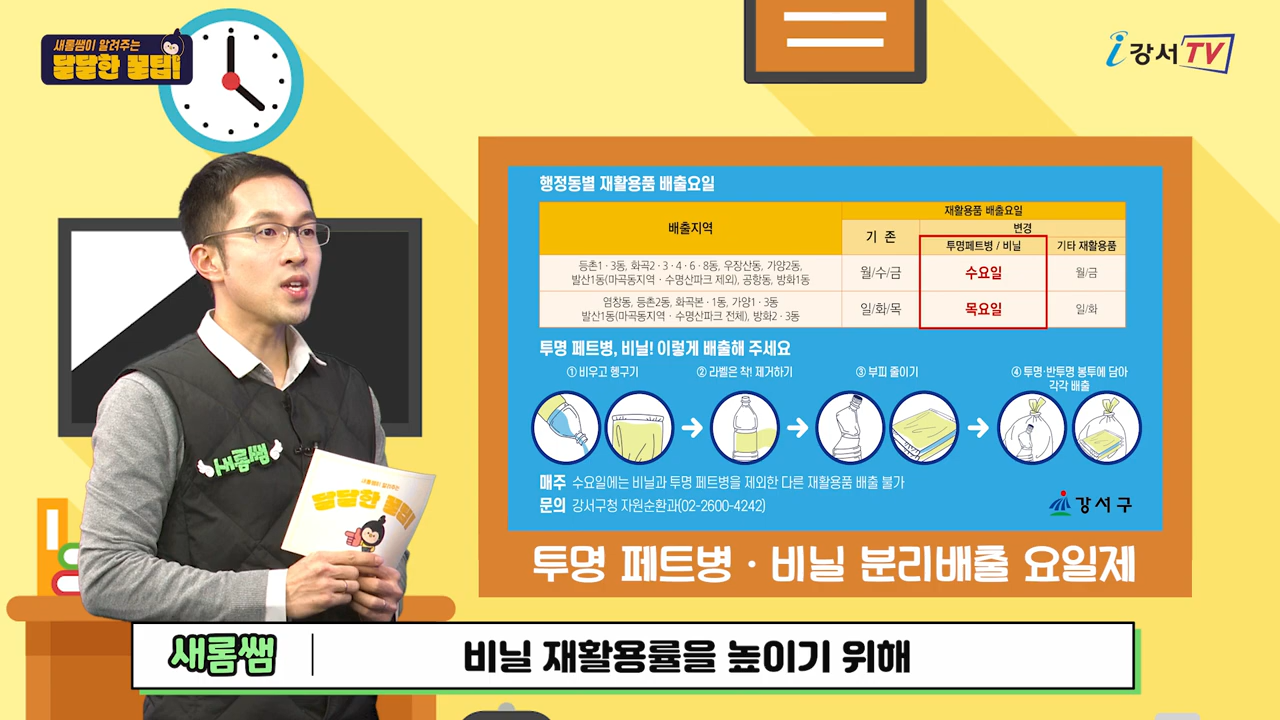 새롬쌤이 알려주는
달달한 꿀팁!
i강서TV
행정동별 재활용품 배출요일
배출지역
재활용품 배출요일
기 존
변경
투명페트병 / 비닐
기타 재활용품
등촌1 · 3동, 화곡2 · 3 · 4 · 6 · 8동, 우장산동, 가양2동,
발산1동(마곡동지역 · 수명산파크 제외), 공항동, 방화1동
월/수/금
수요일
월/금
염창동, 등촌2동, 화곡본 · 1동, 가양1 · 3동
발산1동(마곡동지역 · 수명산파크 전체), 방화2 · 3동
일/화/목
목요일
일/화
투명 페트병, 비닐! 이렇게 배출해 주세요
① 비우고 헹구기
② 라벨은 착! 제거하기
③ 부피 줄이기
④ 투명·반투명 봉투에 담아
각각 배출
매주 수요일에는 비닐과 투명 페트병을 제외한 다른 재활용품 배출 불가
문의 강서구청 자원순환과(02-2600-4242)
강서구
투명 페트병 · 비닐 분리배출 요일제
새롬쌤
새롬쌤이 알려주는
달달한 꿀팁!
새롬쌤
비닐 재활용률을 높이기 위해